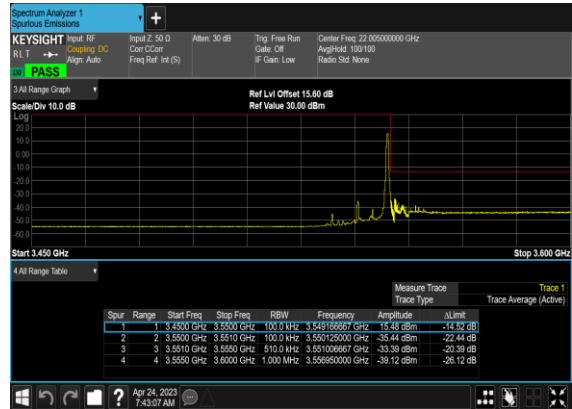 Spectrum Analyzer 1
Spurious Emissions
+
KEYSIGHT Input: RF Input Z: 50 Ω Atten: 30 dB Trig: Free Run Center Freq: 22.005000000 GHz
RLT Coupling: DC Corr CCorr Gate: Off Avg|Hold: 100/100
Align: Auto Freq Ref: Int (S) IF Gain: Low Radio Std: None
LW PASS
3 All Range Graph
Ref Lvl Offset 15.60 dB
Scale/Div 10.0 dB Ref Value 30.00 dBm
Log
20.0
10.0
0.00
-10.0
-20.0
-30.0
-40.0
-50.0
-60.0
Start 3.450 GHz Stop 3.600 GHz
4 All Range Table
Measure Trace Trace 1
Trace Type Trace Average (Active)
Spur Range Start Freq Stop Freq RBW Frequency Amplitude ΔLimit
1 1 3.4500 GHz 3.5500 GHz 100.0 kHz 3.549166667 GHz 15.48 dBm -14.52 dB
2 2 3.5500 GHz 3.5510 GHz 100.0 kHz 3.550125000 GHz -35.44 dBm -22.44 dB
3 3 3.5510 GHz 3.5550 GHz 510.0 kHz 3.551006667 GHz -33.39 dBm -20.39 dB
4 4 3.5550 GHz 3.6000 GHz 1.000 MHz 3.556950000 GHz -39.12 dBm -26.12 dB
? Apr 24, 2023
7:43:07 AM